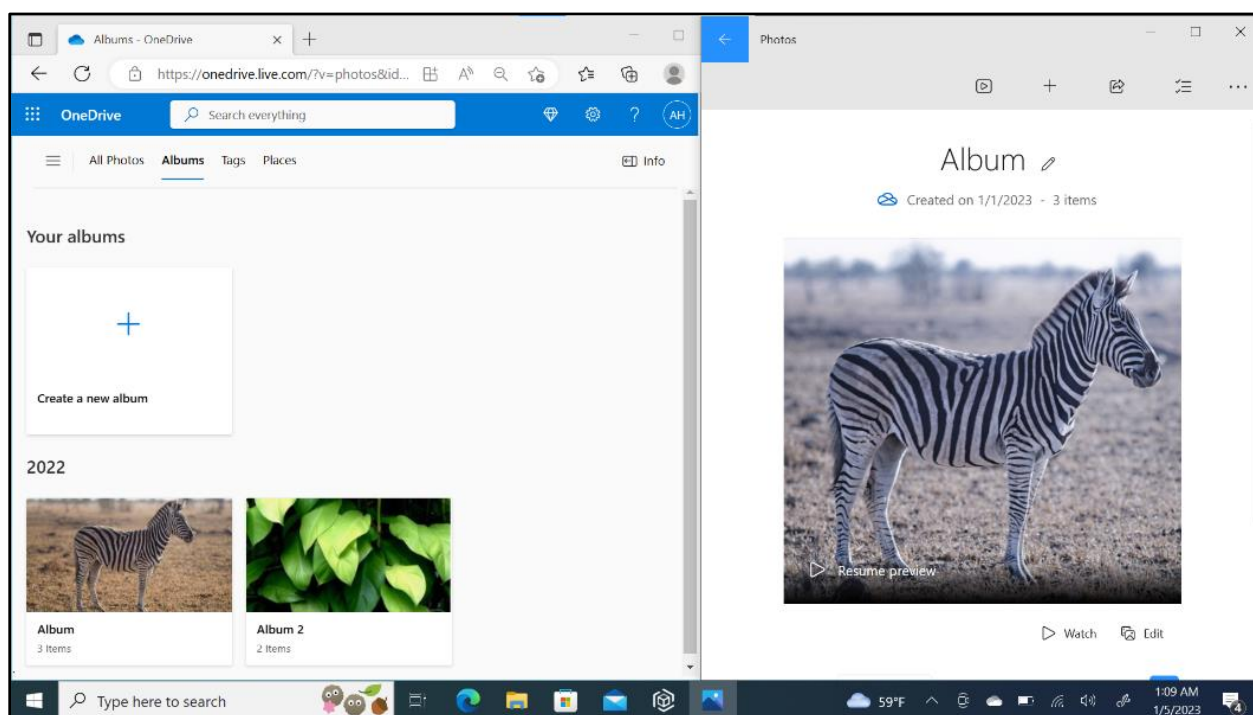 Albums - OneDrive
https://onedrive.live.com/?v=photos&id...
OneDrive
Search everything
AH
All Photos Albums Tags Places
Info
Your albums
Create a new album
2022
Album
3 Items
Album 2
2 Items
Photos
Album
Created on 1/1/2023 - 3 items
Resume preview
Watch
Edit
Type here to search
59°F
1:09 AM
1/5/2023
4